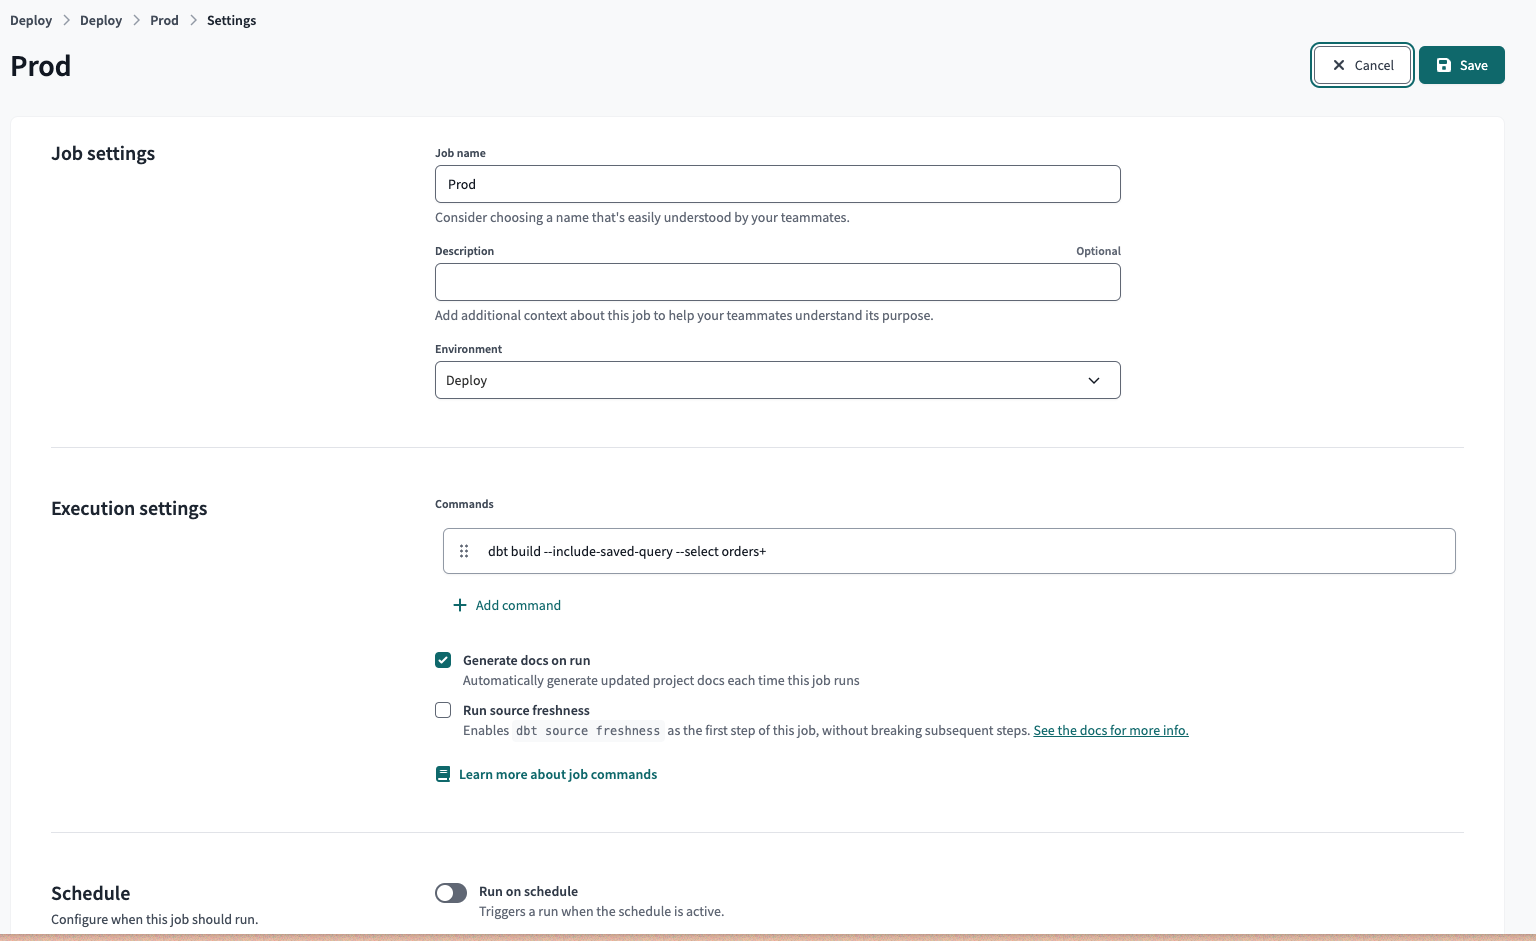 Deploy > Deploy > Prod > Settings
Prod
Cancel
Save
Job settings
Job name
Prod
Consider choosing a name that's easily understood by your teammates.
Description
Optional
Add additional context about this job to help your teammates understand its purpose.
Environment
Deploy
Execution settings
Commands
dbt build --include-saved-query --select orders+
Add command
Generate docs on run
Automatically generate updated project docs each time this job runs
Run source freshness
Enables dbt source freshness as the first step of this job, without breaking subsequent steps. See the docs for more info.
Learn more about job commands
Schedule
Configure when this job should run.
Run on schedule
Triggers a run when the schedule is active.